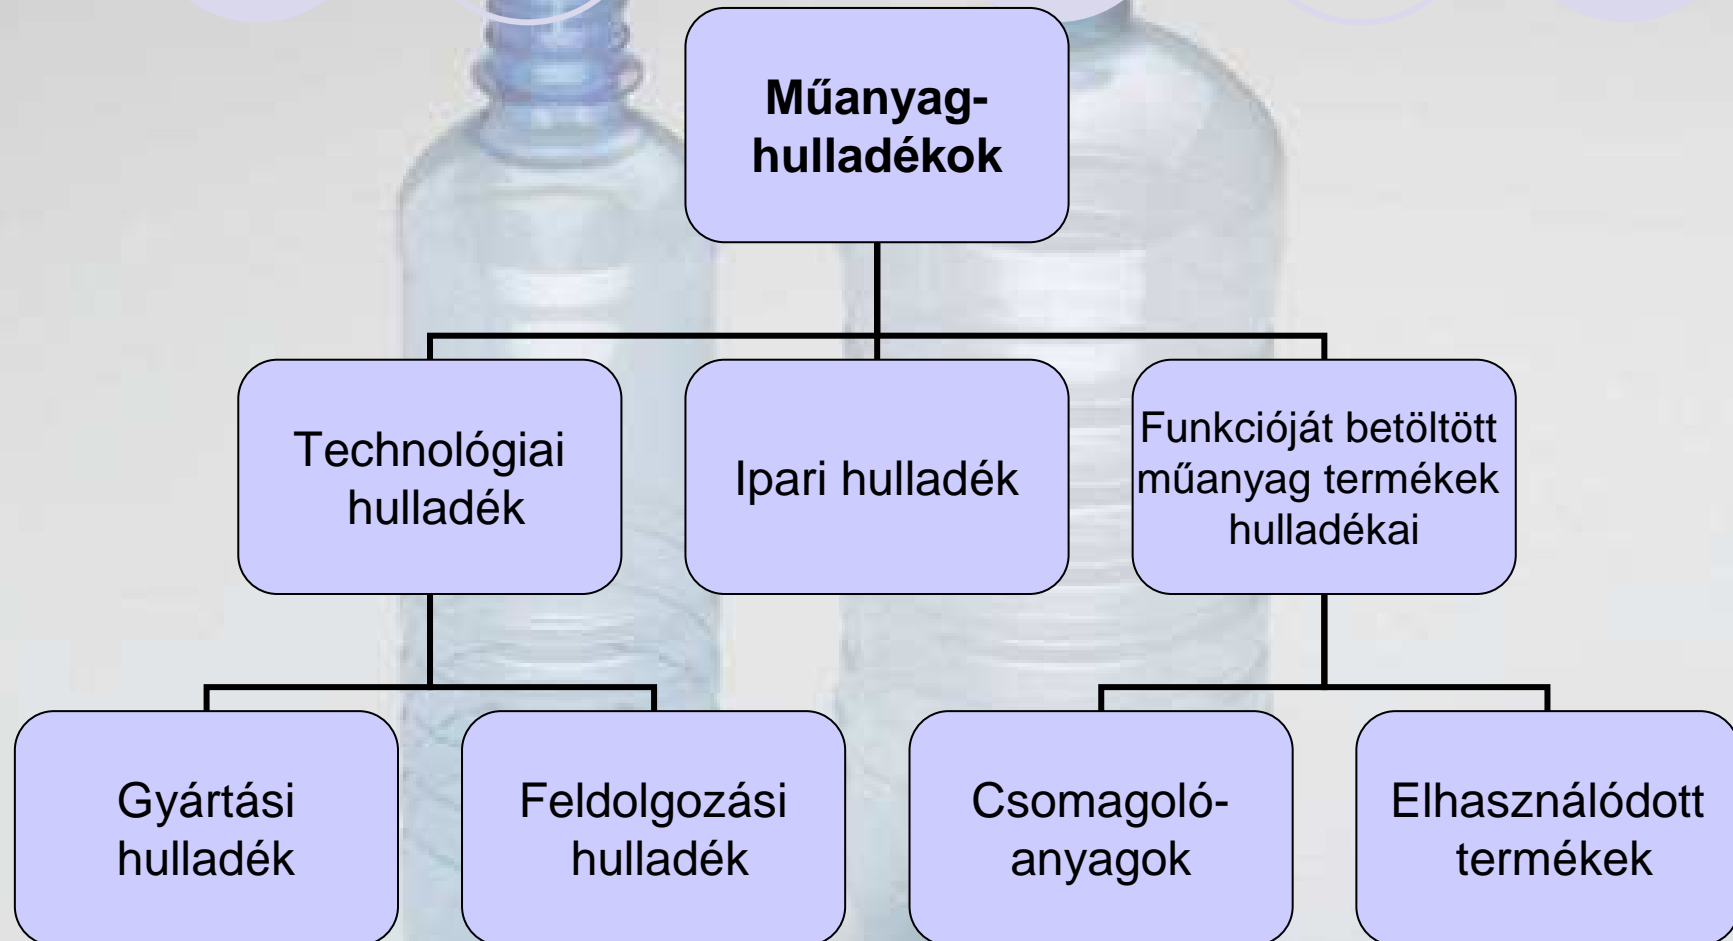 Műanyag-
hulladékok
Technológiai
hulladék
Ipari hulladék
Funkcióját betöltött
műanyag termékek
hulladékai
Gyártási
hulladék
Feldolgozási
hulladék
Csomagoló-
anyagok
Elhasználódott
termékek